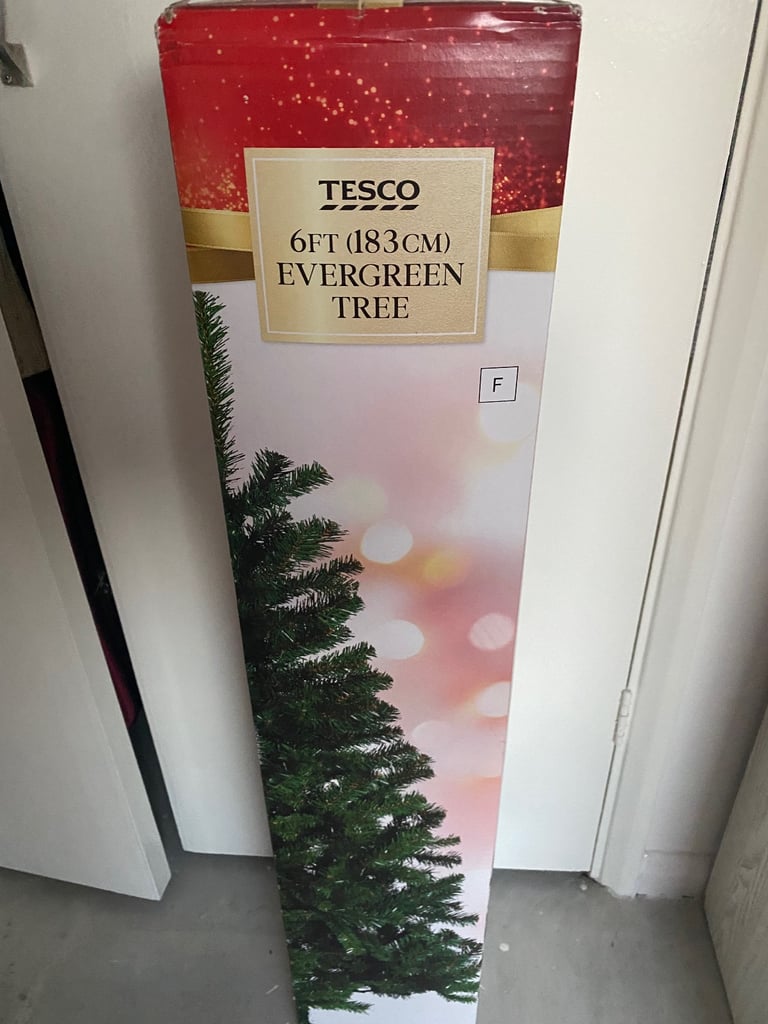 TESCO
6FT (183CM)
EVERGREEN
TREE
F